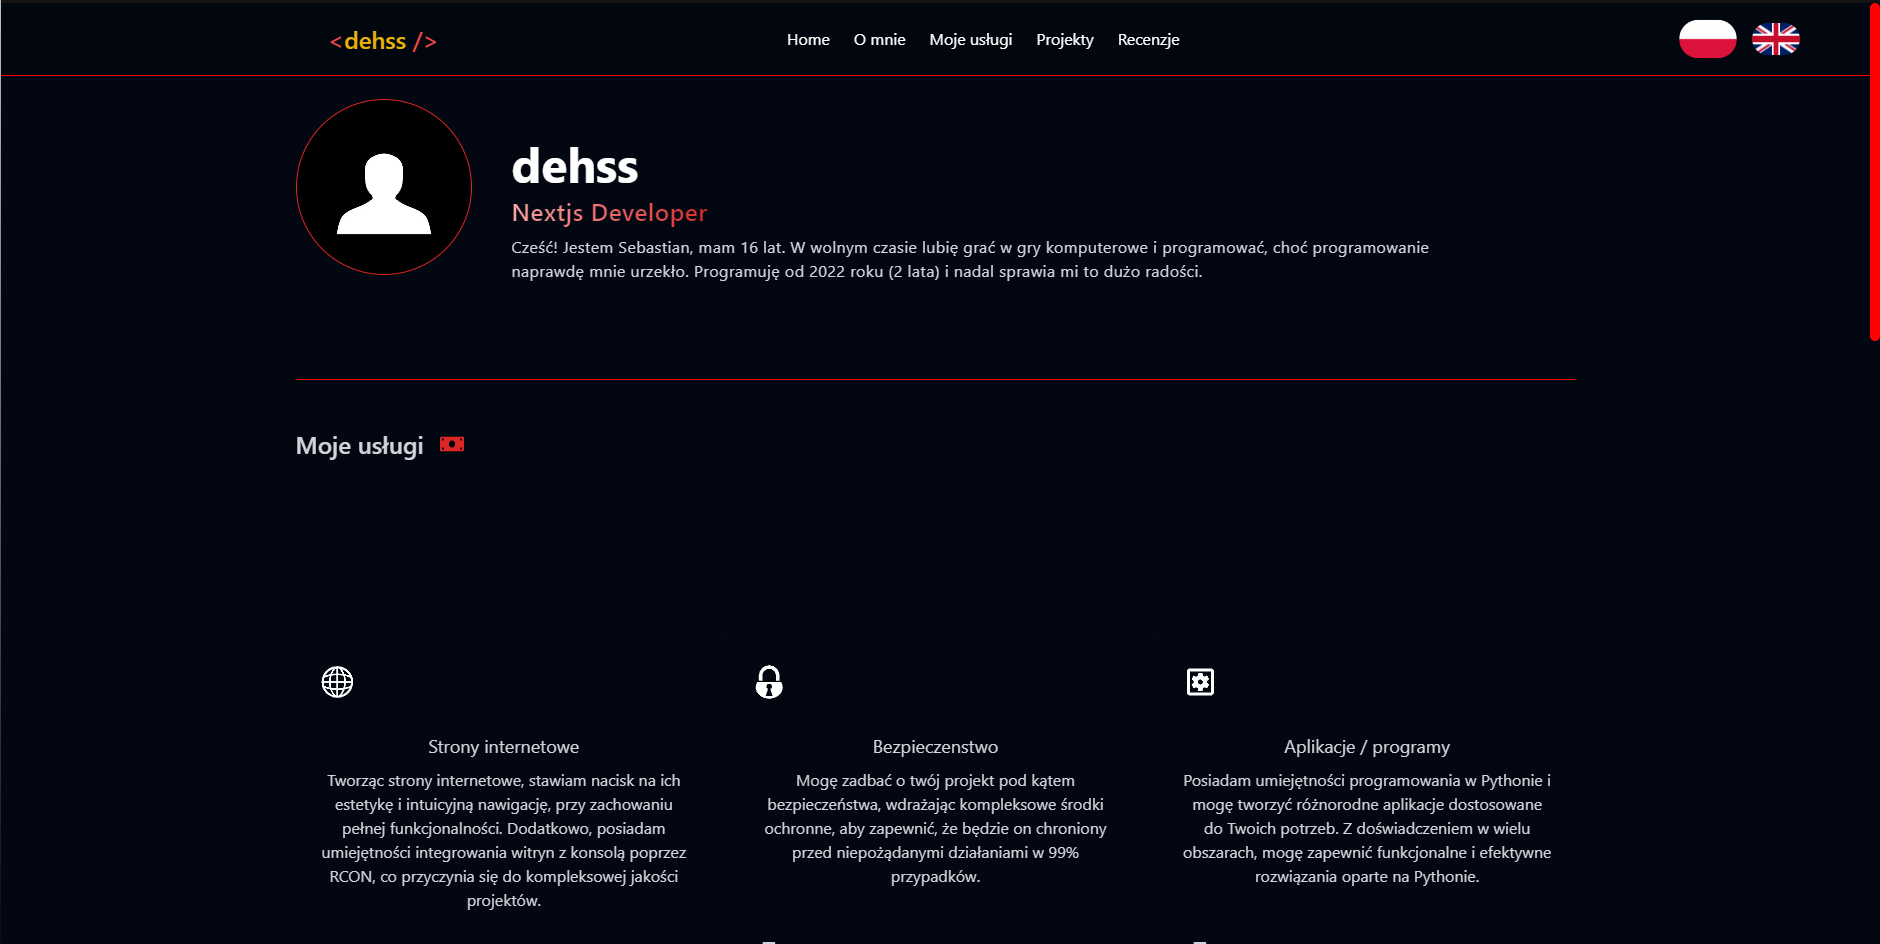 <dehss />
Home O mnie Moje usługi Projekty Recenzje
dehss
Nextjs Developer
Cześć! Jestem Sebastian, mam 16 lat. W wolnym czasie lubię grać w gry komputerowe i programować, choć programowanie
naprawdę mnie urzekło. Programuję od 2022 roku (2 lata) i nadal sprawia mi to dużo radości.
Moje usługi
Strony internetowe
Tworząc strony internetowe, stawiam nacisk na ich
estetykę i intuicyjną nawigację, przy zachowaniu
pełnej funkcjonalności. Dodatkowo, posiadam
umiejętności integrowania witryn z konsolą poprzez
RCON, co przyczynia się do kompleksowej jakości
projektów.
Bezpieczenstwo
Mogę zadbać o twój projekt pod kątem
bezpieczeństwa, wdrażając kompleksowe środki
ochronne, aby zapewnić, że będzie on chroniony
przed niepożądanymi działaniami w 99%
przypadków.
Aplikacje / programy
Posiadam umiejętności programowania w Pythonie i
mogę tworzyć różnorodne aplikacje dostosowane
do Twoich potrzeb. Z doświadczeniem w wielu
obszarach, mogę zapewnić funkcjonalne i efektywne
rozwiązania oparte na Pythonie.